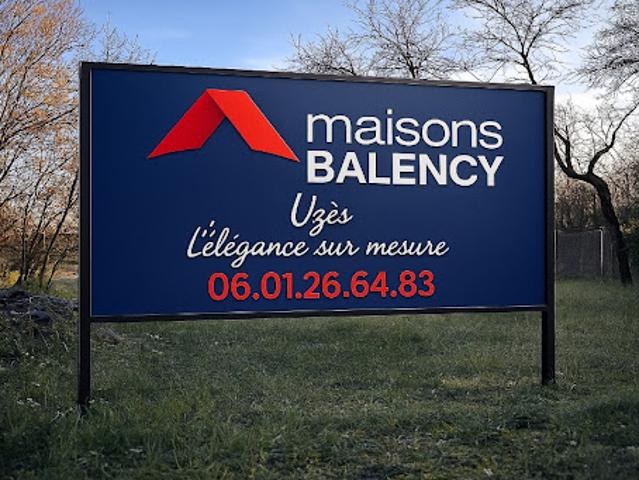 maisons
BALENCY
Uzès
L'élégance sur mesure
06.01.26.64.83